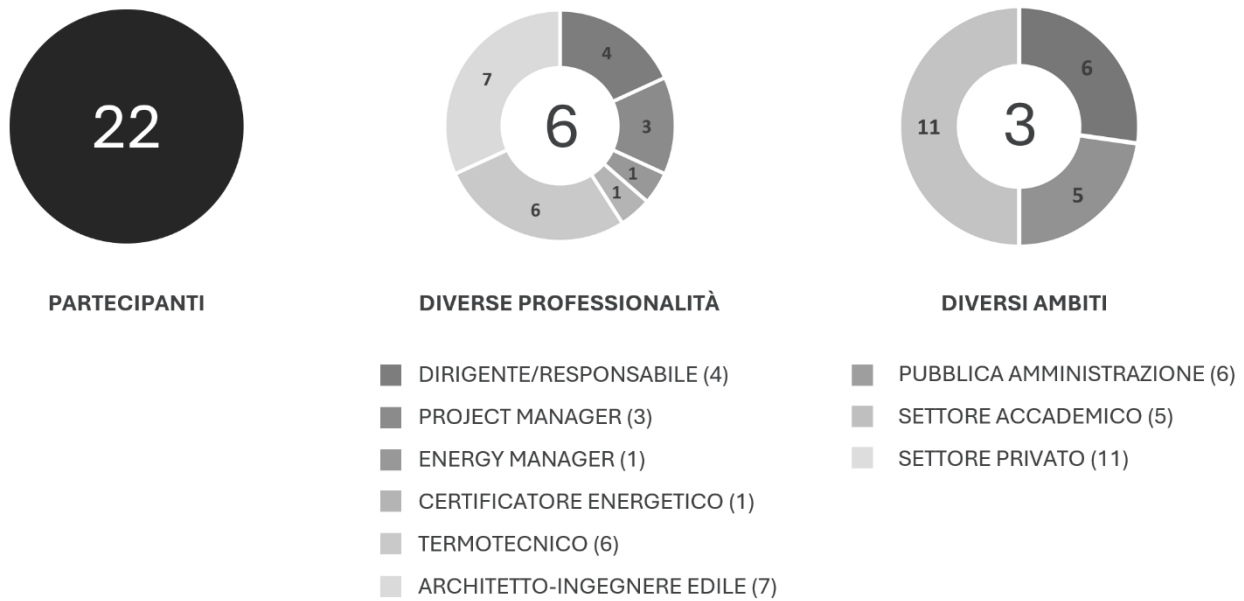 22
PARTECIPANTI
4
3
1
1
6
7
6
DIVERSE PROFESSIONALITÀ
DIRIGENTE/RESPONSABILE (4)
PROJECT MANAGER (3)
ENERGY MANAGER (1)
CERTIFICATORE ENERGETICO (1)
TERMOTECNICO (6)
ARCHITETTO-INGEGNERE EDILE (7)
6
5
11
3
DIVERSI AMBITI
PUBBLICA AMMINISTRAZIONE (6)
SETTORE ACCADEMICO (5)
SETTORE PRIVATO (11)